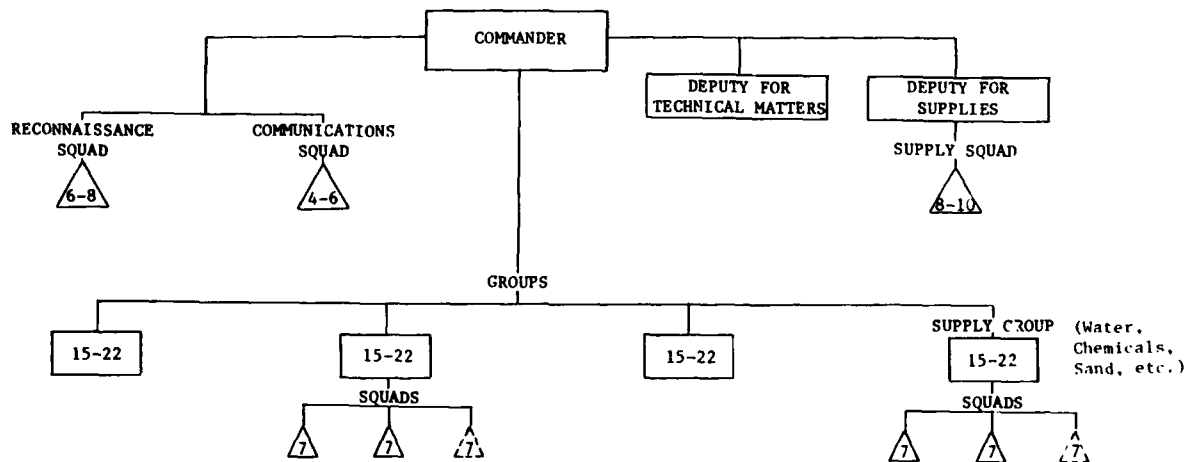 COMMANDER
DEPUTY FOR
TECHNICAL MATTERS
DEPUTY FOR
SUPPLIES
RECONNAISSANCE
SQUAD
6-8
COMMUNICATIONS
SQUAD
4-6
SUPPLY SQUAD
8-10
GROUPS
15-22
15-22
SQUADS
7
7
7
15-22
SUPPLY GROUP
(Water,
Chemicals,
Sand, etc.)
15-22
SQUADS
7
7
7